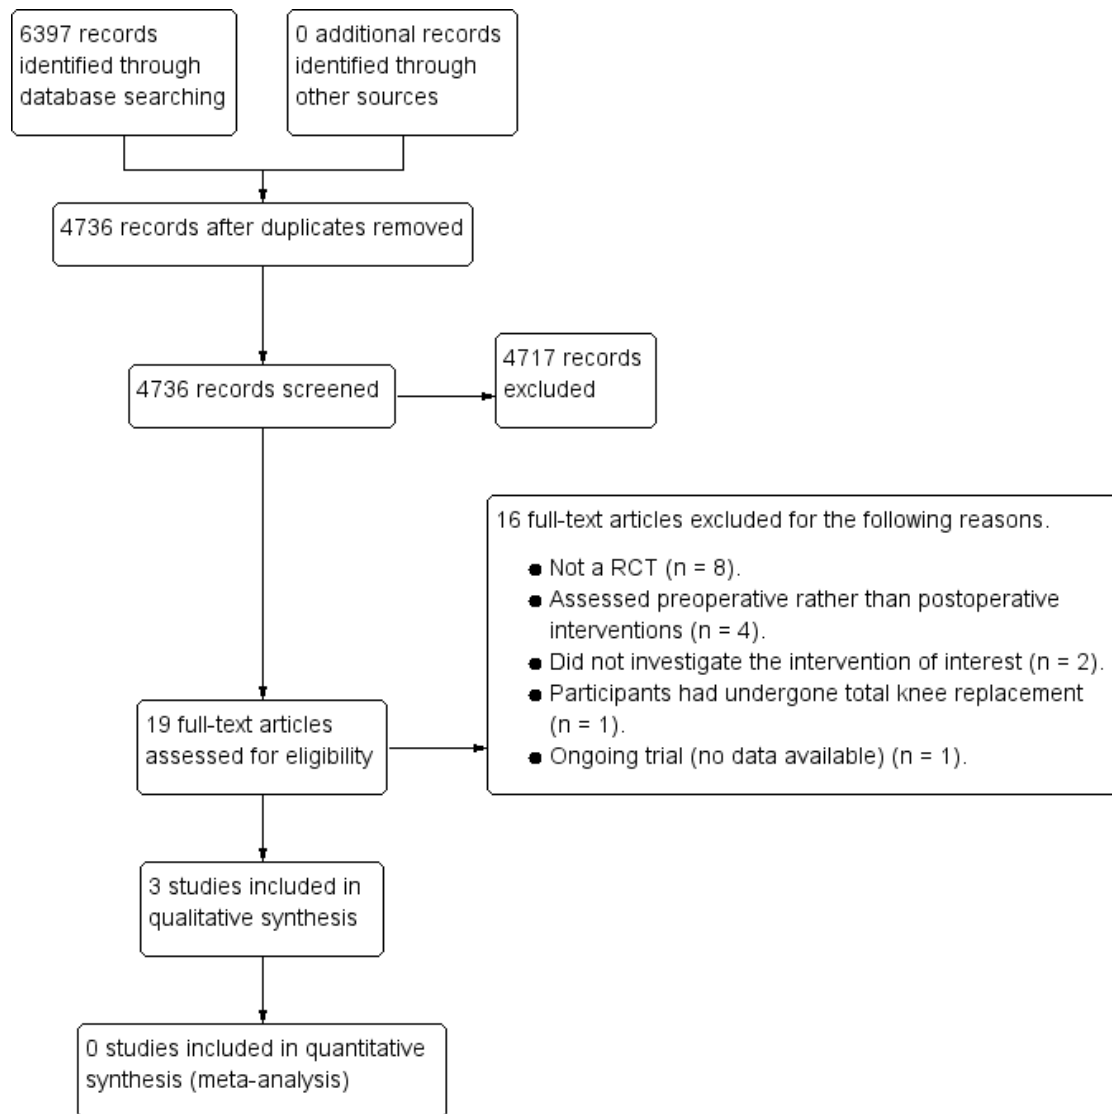 6397 records
identified through
database searching
0 additional records
identified through
other sources
4736 records after duplicates removed
4736 records screened
4717 records
excluded
16 full-text articles excluded for the following reasons.
● Not a RCT (n = 8).
● Assessed preoperative rather than postoperative
interventions (n = 4).
● Did not investigate the intervention of interest (n = 2).
● Participants had undergone total knee replacement
(n = 1).
● Ongoing trial (no data available) (n = 1).
19 full-text articles
assessed for eligibility
3 studies included in
qualitative synthesis
0 studies included in quantitative
synthesis (meta-analysis)